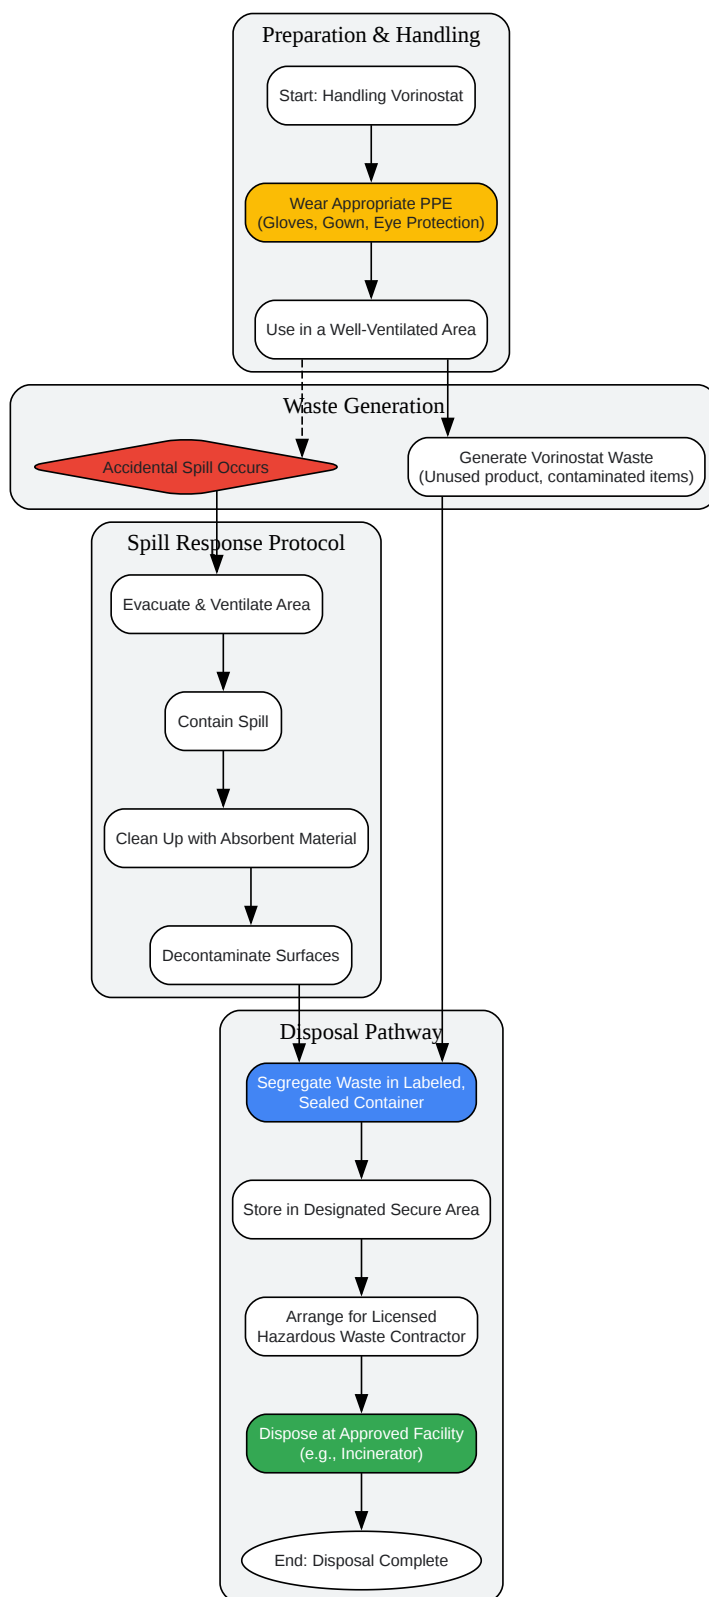 Preparation & Handling
Start: Handling Vorinostat
Wear Appropriate PPE
(Gloves, Gown, Eye Protection)
Use in a Well-Ventilated Area
Waste Generation
Accidental Spill Occurs
Generate Vorinostat Waste
(Unused product, contaminated items)
Spill Response Protocol
Evacuate & Ventilate Area
Contain Spill
Clean Up with Absorbent Material
Decontaminate Surfaces
Disposal Pathway
Segregate Waste in Labeled,
Sealed Container
Store in Designated Secure Area
Arrange for Licensed
Hazardous Waste Contractor
Dispose at Approved Facility
(e.g., Incinerator)
End: Disposal Complete